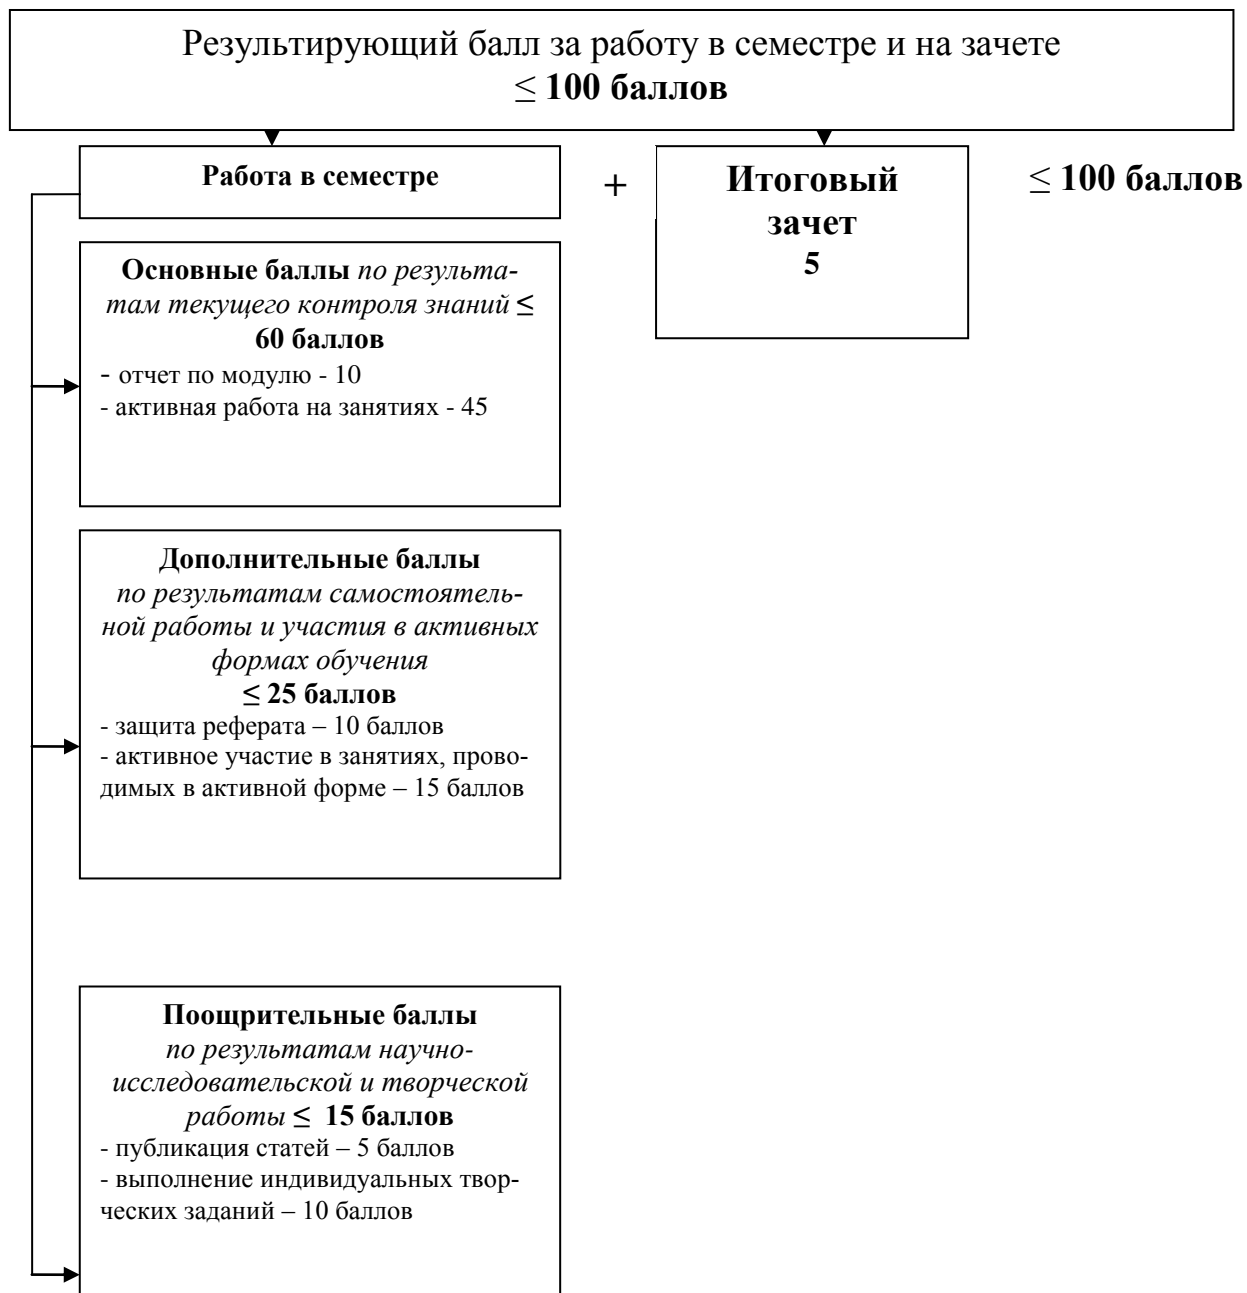 Результирующий балл за работу в семестре и на зачете
≤ 100 баллов
Работа в семестре
+
Итоговый
зачет
5
≤ 100 баллов
Основные баллы по результа-
там текущего контроля знаний ≤
60 баллов
- отчет по модулю - 10
- активная работа на занятиях - 45
Дополнительные баллы
по результатам самостоятель-
ной работы и участия в активных
формах обучения
≤ 25 баллов
- защита реферата – 10 баллов
- активное участие в занятиях, прово-
димых в активной форме – 15 баллов
Поощрительные баллы
по результатам научно-
исследовательской и творческой
работы ≤ 15 баллов
- публикация статей – 5 баллов
- выполнение индивидуальных твор-
ческих заданий – 10 баллов